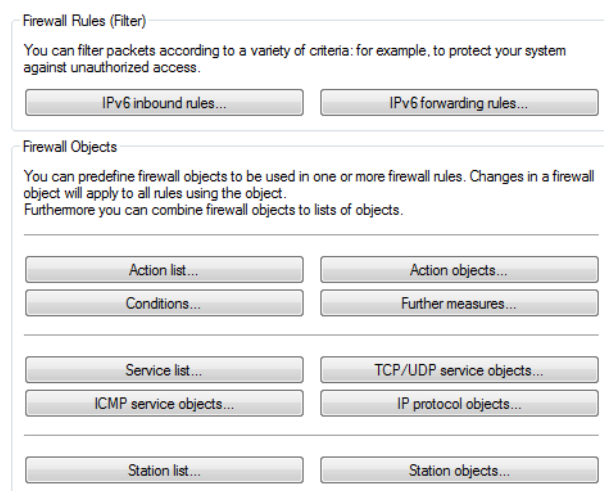 Firewall Rules (Filter)
You can filter packets according to a variety of criteria: for example, to protect your system
against unauthorized access.
IPv6 inbound rules...
IPv6 forwarding rules...
Firewall Objects
You can predefine firewall objects to be used in one or more firewall rules. Changes in a firewall
object will apply to all rules using the object.
Furthermore you can combine firewall objects to lists of objects.
Action list...
Action objects...
Conditions...
Further measures...
Service list...
TCP/UDP service objects...
ICMP service objects...
IP protocol objects...
Station list...
Station objects...